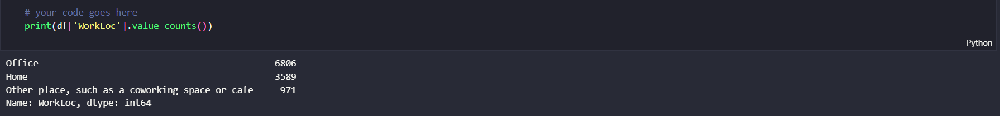 # your code goes here
print(df['WorkLoc'].value_counts())
Python
Office                                            6806
Home                                              3589
Other place, such as a coworking space or cafe     971
Name: WorkLoc, dtype: int64